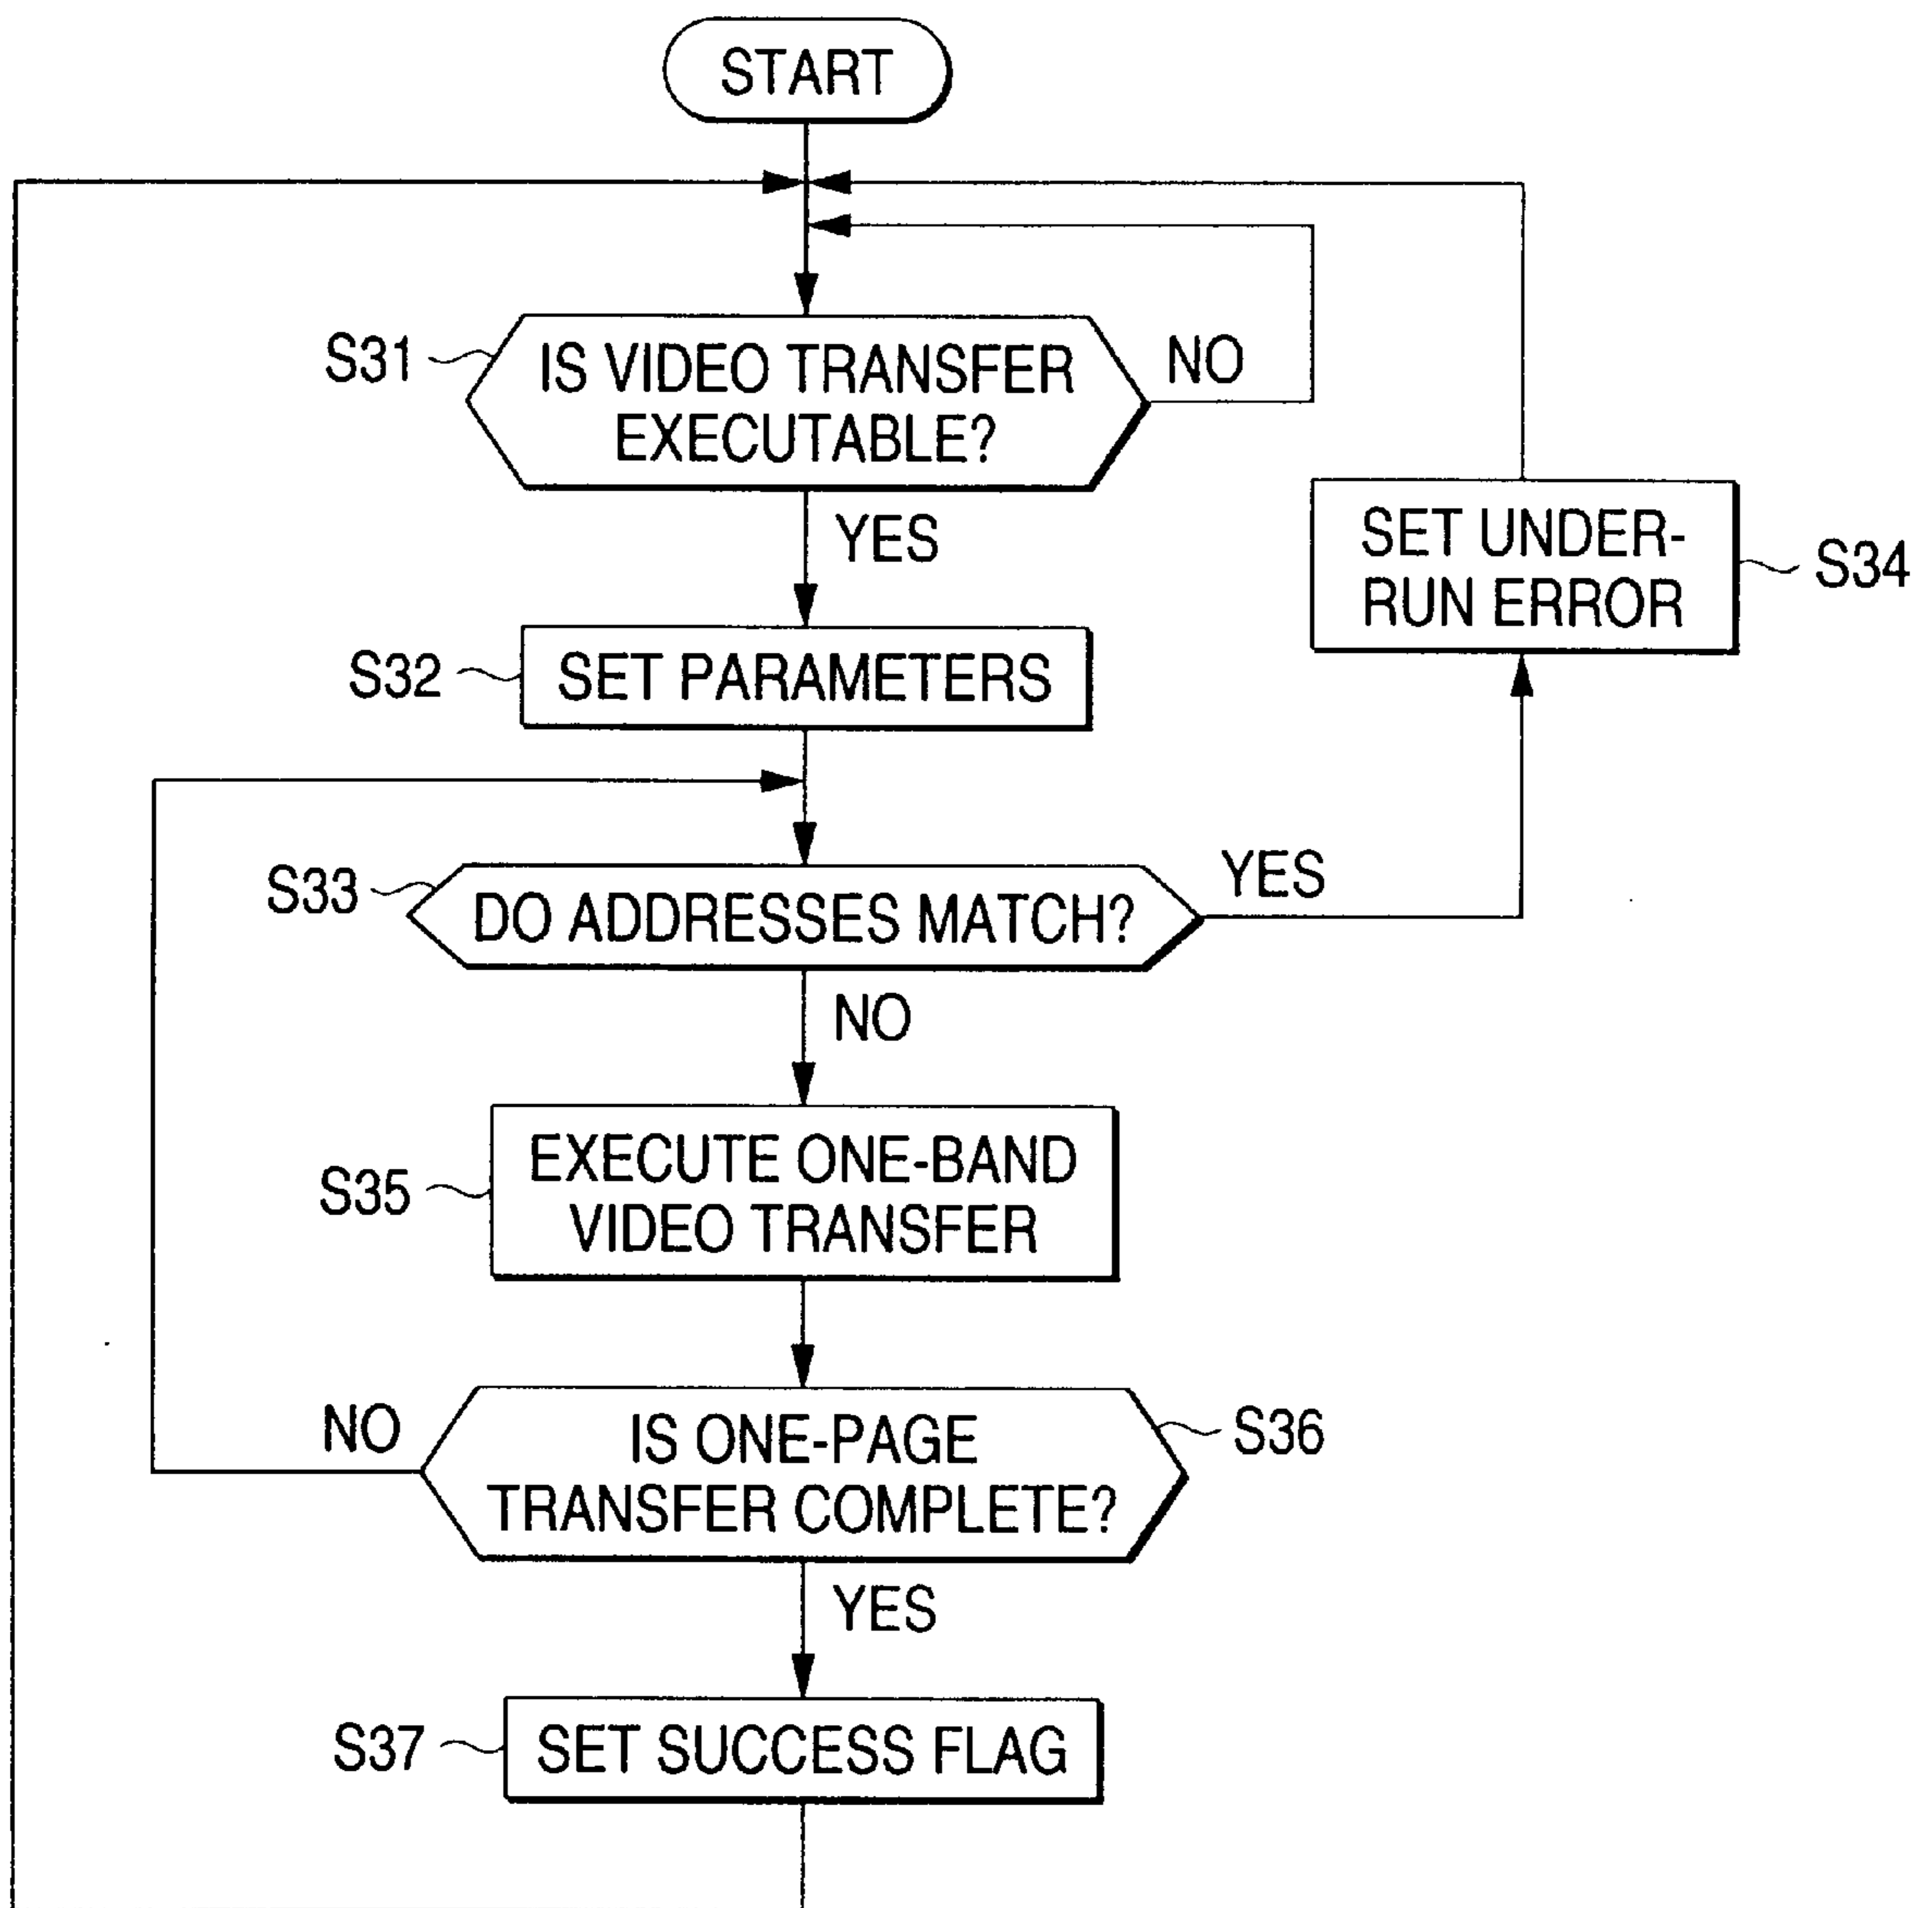 START
S31
IS VIDEO TRANSFER
EXECUTABLE?
NO
YES
SET UNDER-
RUN ERROR
S34
S32
SET PARAMETERS
S33
DO ADDRESSES MATCH?
YES
NO
S35
EXECUTE ONE-BAND
VIDEO TRANSFER
NO
IS ONE-PAGE
TRANSFER COMPLETE?
S36
YES
S37
SET SUCCESS FLAG